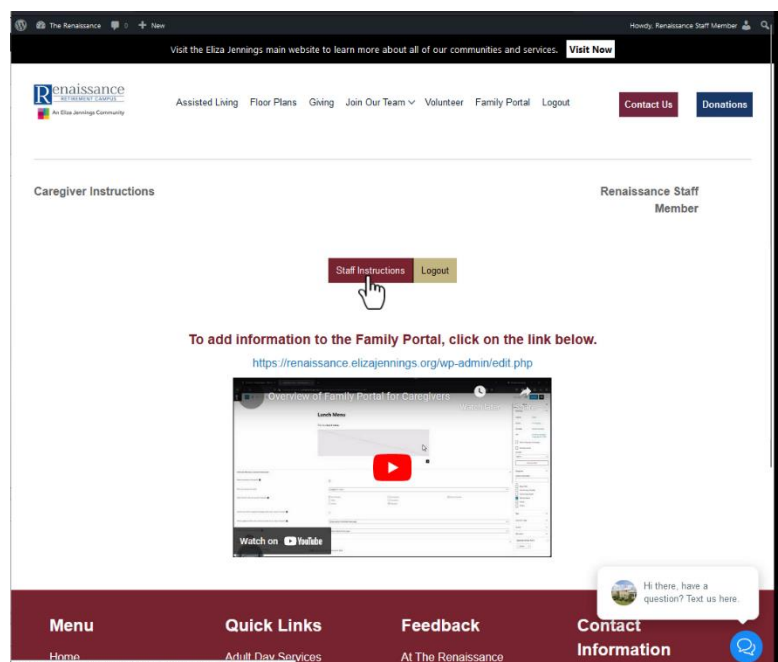 The Renaissance 0 New Howdy, Renaissance Staff Member
Visit the Eliza Jennings main website to learn more about all of our communities and services. Visit Now
Renaissance
RETIREMENT CAMPUS
An Eliza Jennings Community
Assisted Living Floor Plans Giving Join Our Team Volunteer Family Portal Logout Contact Us Donations
Caregiver Instructions
Renaissance Staff
Member
Staff Instructions Logout
To add information to the Family Portal, click on the link below.
https://renaissance.elizajennings.org/wp-admin/edit.php
Overview of Family Portal for Caregivers
Lunch Menu
Watch on YouTube
Hi there, have a
question? Text us here.
Menu Quick Links Feedback Contact
Information
Home Adult Day Services At The Renaissance